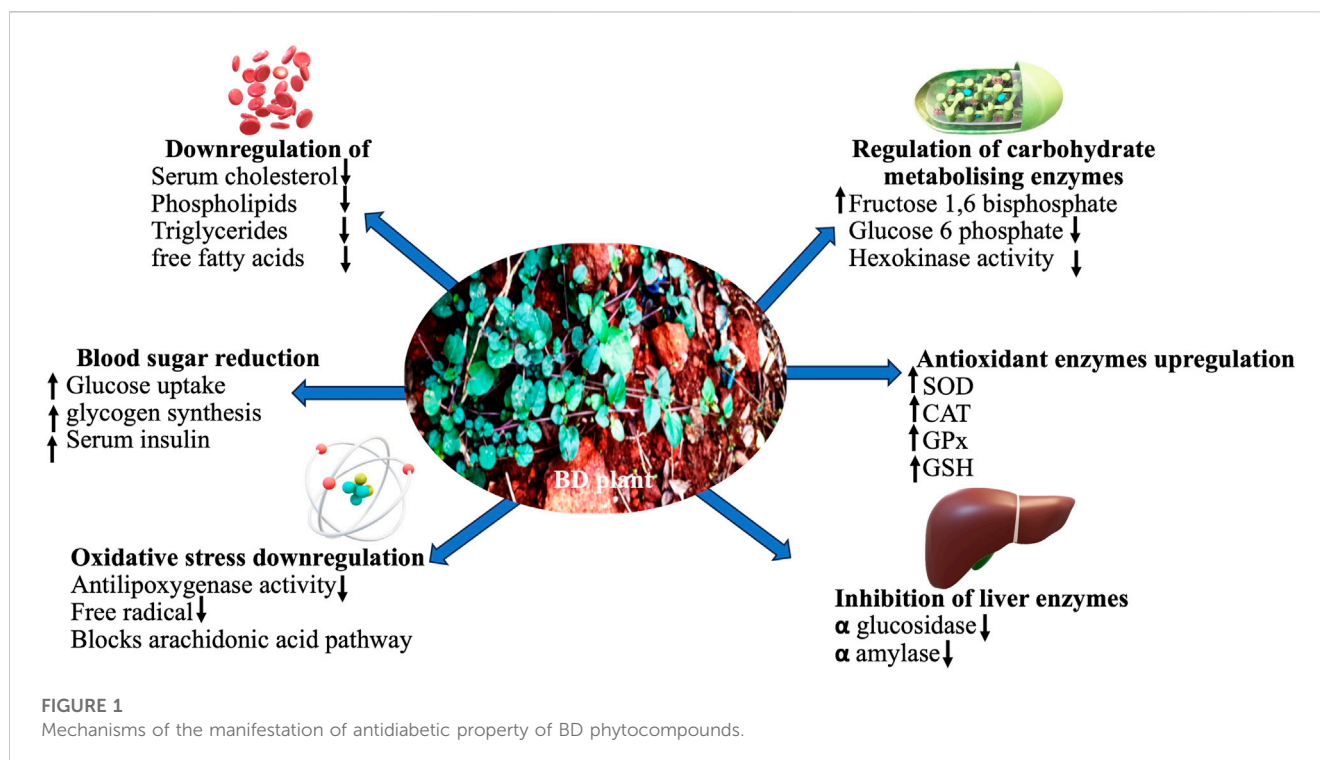 Downregulation of
Serum cholesterol↓
Phospholipids ↓
Triglycerides ↓
free fatty acids ↓
Regulation of carbohydrate
metabolising enzymes
↑Fructose 1,6 bisphosphate
Glucose 6 phosphate↓
Hexokinase activity ↓
Blood sugar reduction
↑ Glucose uptake
↑ glycogen synthesis
↑ Serum insulin
Antioxidant enzymes upregulation
↑SOD
↑CAT
↑GPx
↑GSH
BD plant
Oxidative stress downregulation
Antilipoxygenase activity↓
Free radical↓
Blocks arachidonic acid pathway
Inhibition of liver enzymes
α glucosidase↓
α amylase↓
FIGURE 1
Mechanisms of the manifestation of antidiabetic property of BD phytocompounds.